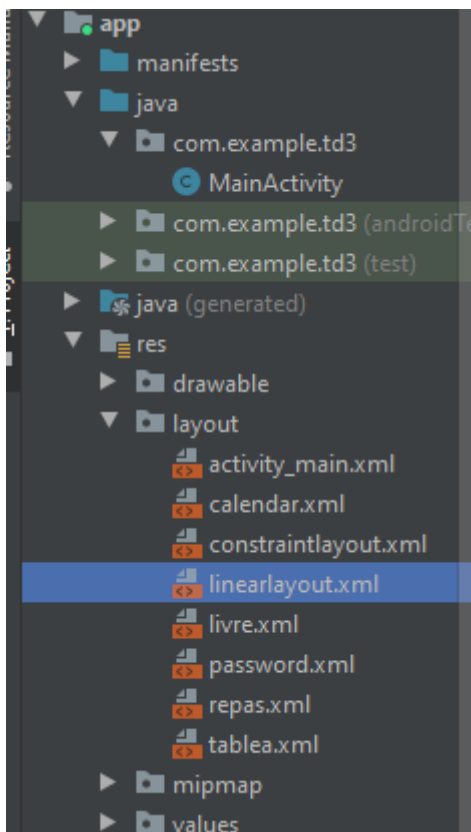 app
manifests
java
com.example.td3
MainActivity
com.example.td3 (androidTe
com.example.td3 (test)
java (generated)
res
drawable
layout
activity_main.xml
calendar.xml
constraintlayout.xml
linearlayout.xml
livre.xml
password.xml
repas.xml
tablea.xml
mipmap
values
Project